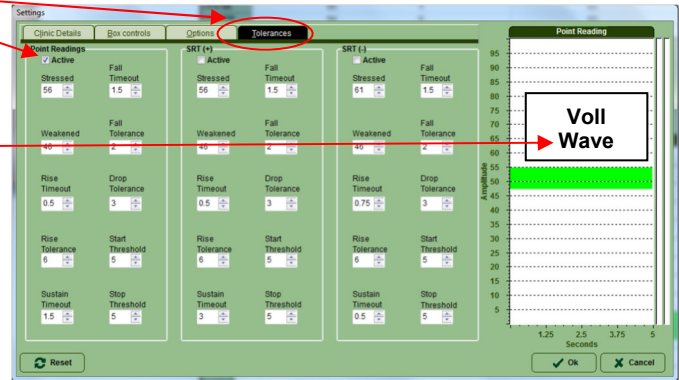 Settings
Clinic Details
Box controls
Options
Tolerances
Point Readings
Active
Stressed
Fall Timeout
56
1.5
Weakened
Fall Tolerance
46
2
Rise Timeout
Drop Tolerance
0.5
3
Rise Tolerance
Start Threshold
6
5
Sustain Timeout
Stop Threshold
1.5
5
SRT (+)
Active
Stressed
Fall Timeout
56
1.5
Weakened
Fall Tolerance
46
2
Rise Timeout
Drop Tolerance
0.5
3
Rise Tolerance
Start Threshold
6
5
Sustain Timeout
Stop Threshold
3
5
SRT (-)
Active
Stressed
Fall Timeout
61
1.5
Weakened
Fall Tolerance
46
2
Rise Timeout
Drop Tolerance
0.75
3
Rise Tolerance
Start Threshold
6
5
Sustain Timeout
Stop Threshold
0.5
5
Point Reading
95
90
85
80
75
70
65
60
55
50
45
40
35
30
25
20
15
10
5
Amplitude
Voll
Wave
1.25 2.5 3.75 5
Seconds
Reset
Ok
Cancel